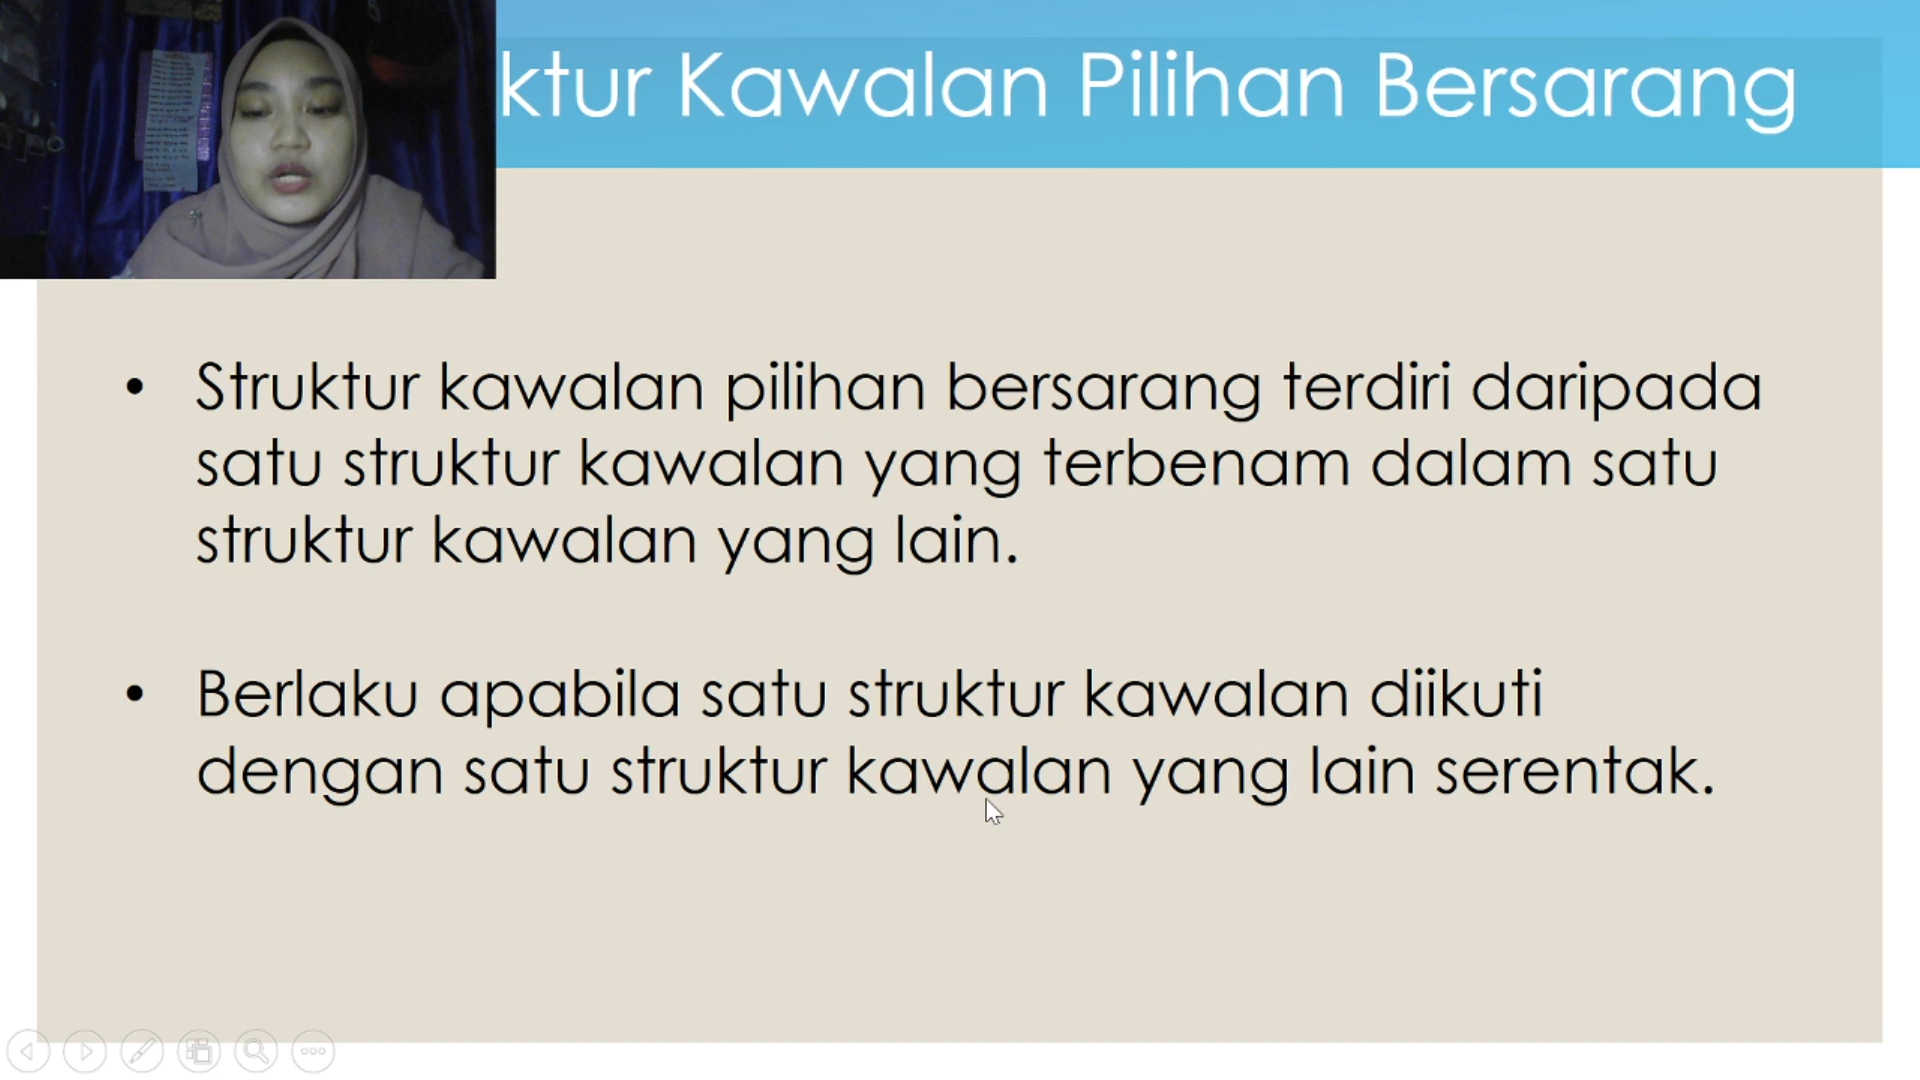 ktur Kawalan Pilihan Bersarang
• Struktur kawalan pilihan bersarang terdiri daripada
satu struktur kawalan yang terbenam dalam satu
struktur kawalan yang lain.
• Berlaku apabila satu struktur kawalan diikuti
dengan satu struktur kawalan yang lain serentak.